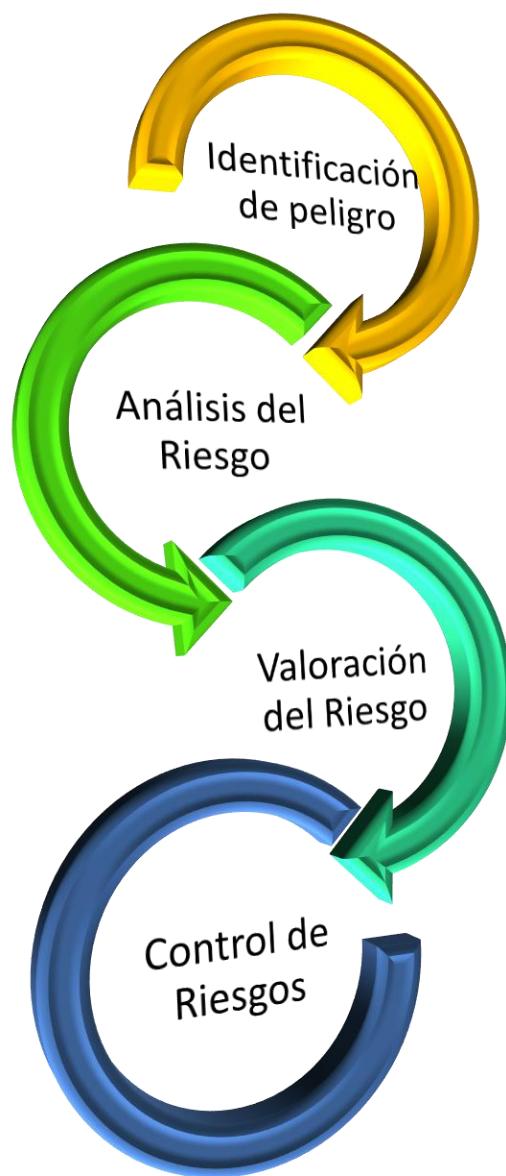 Identificación
de peligro
Análisis del
Riesgo
Valoración
del Riesgo
Control de
Riesgos